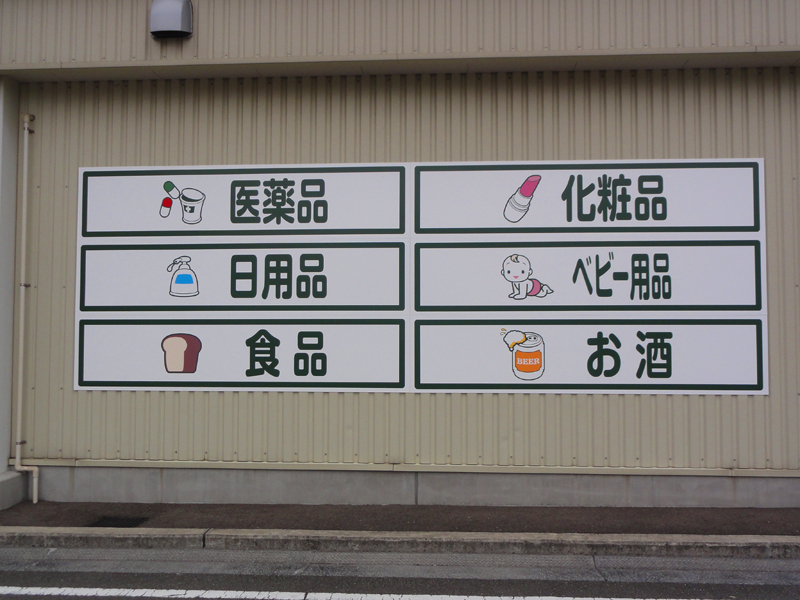 医薬品
化粧品
日用品
ベビー用品
食品
BEER
お酒